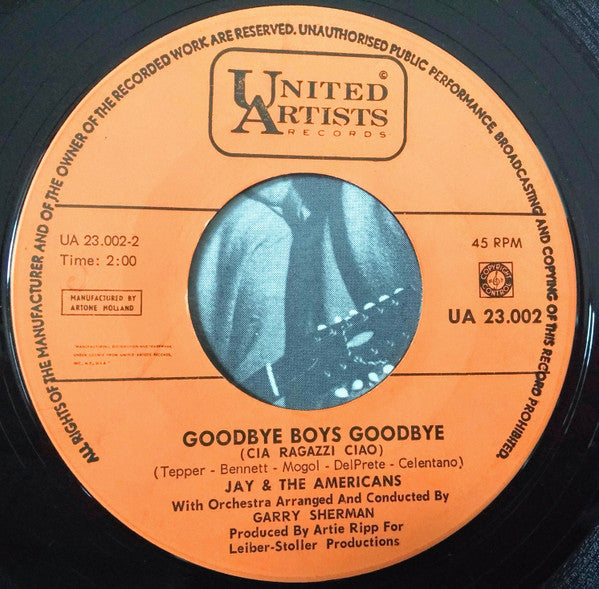 ALL RIGHTS OF THE MANUFACTURER AND OF THE OWNER OF THE RECORDED WORK ARE RESERVED. UNAUTHORISED PUBLIC PERFORMANCE, BROADCASTING AND COPYING OF THIS RECORD PROHIBITED.
©
UNITED
ARTISTS
RECORDS
UA 23.002-2
Time: 2:00
45 RPM
MANUFACTURED BY
ARTONE HOLLAND
COPYRIGHT
CONTROL
UA 23.002
GOODBYE BOYS GOODBYE
(CIA RAGAZZI CIAO)
(Tepper - Bennett - Mogol - DelPrete - Celentano)
JAY & THE AMERICANS
With Orchestra Arranged And Conducted By
GARRY SHERMAN
Produced By Artie Ripp For
Leiber-Stoller Productions